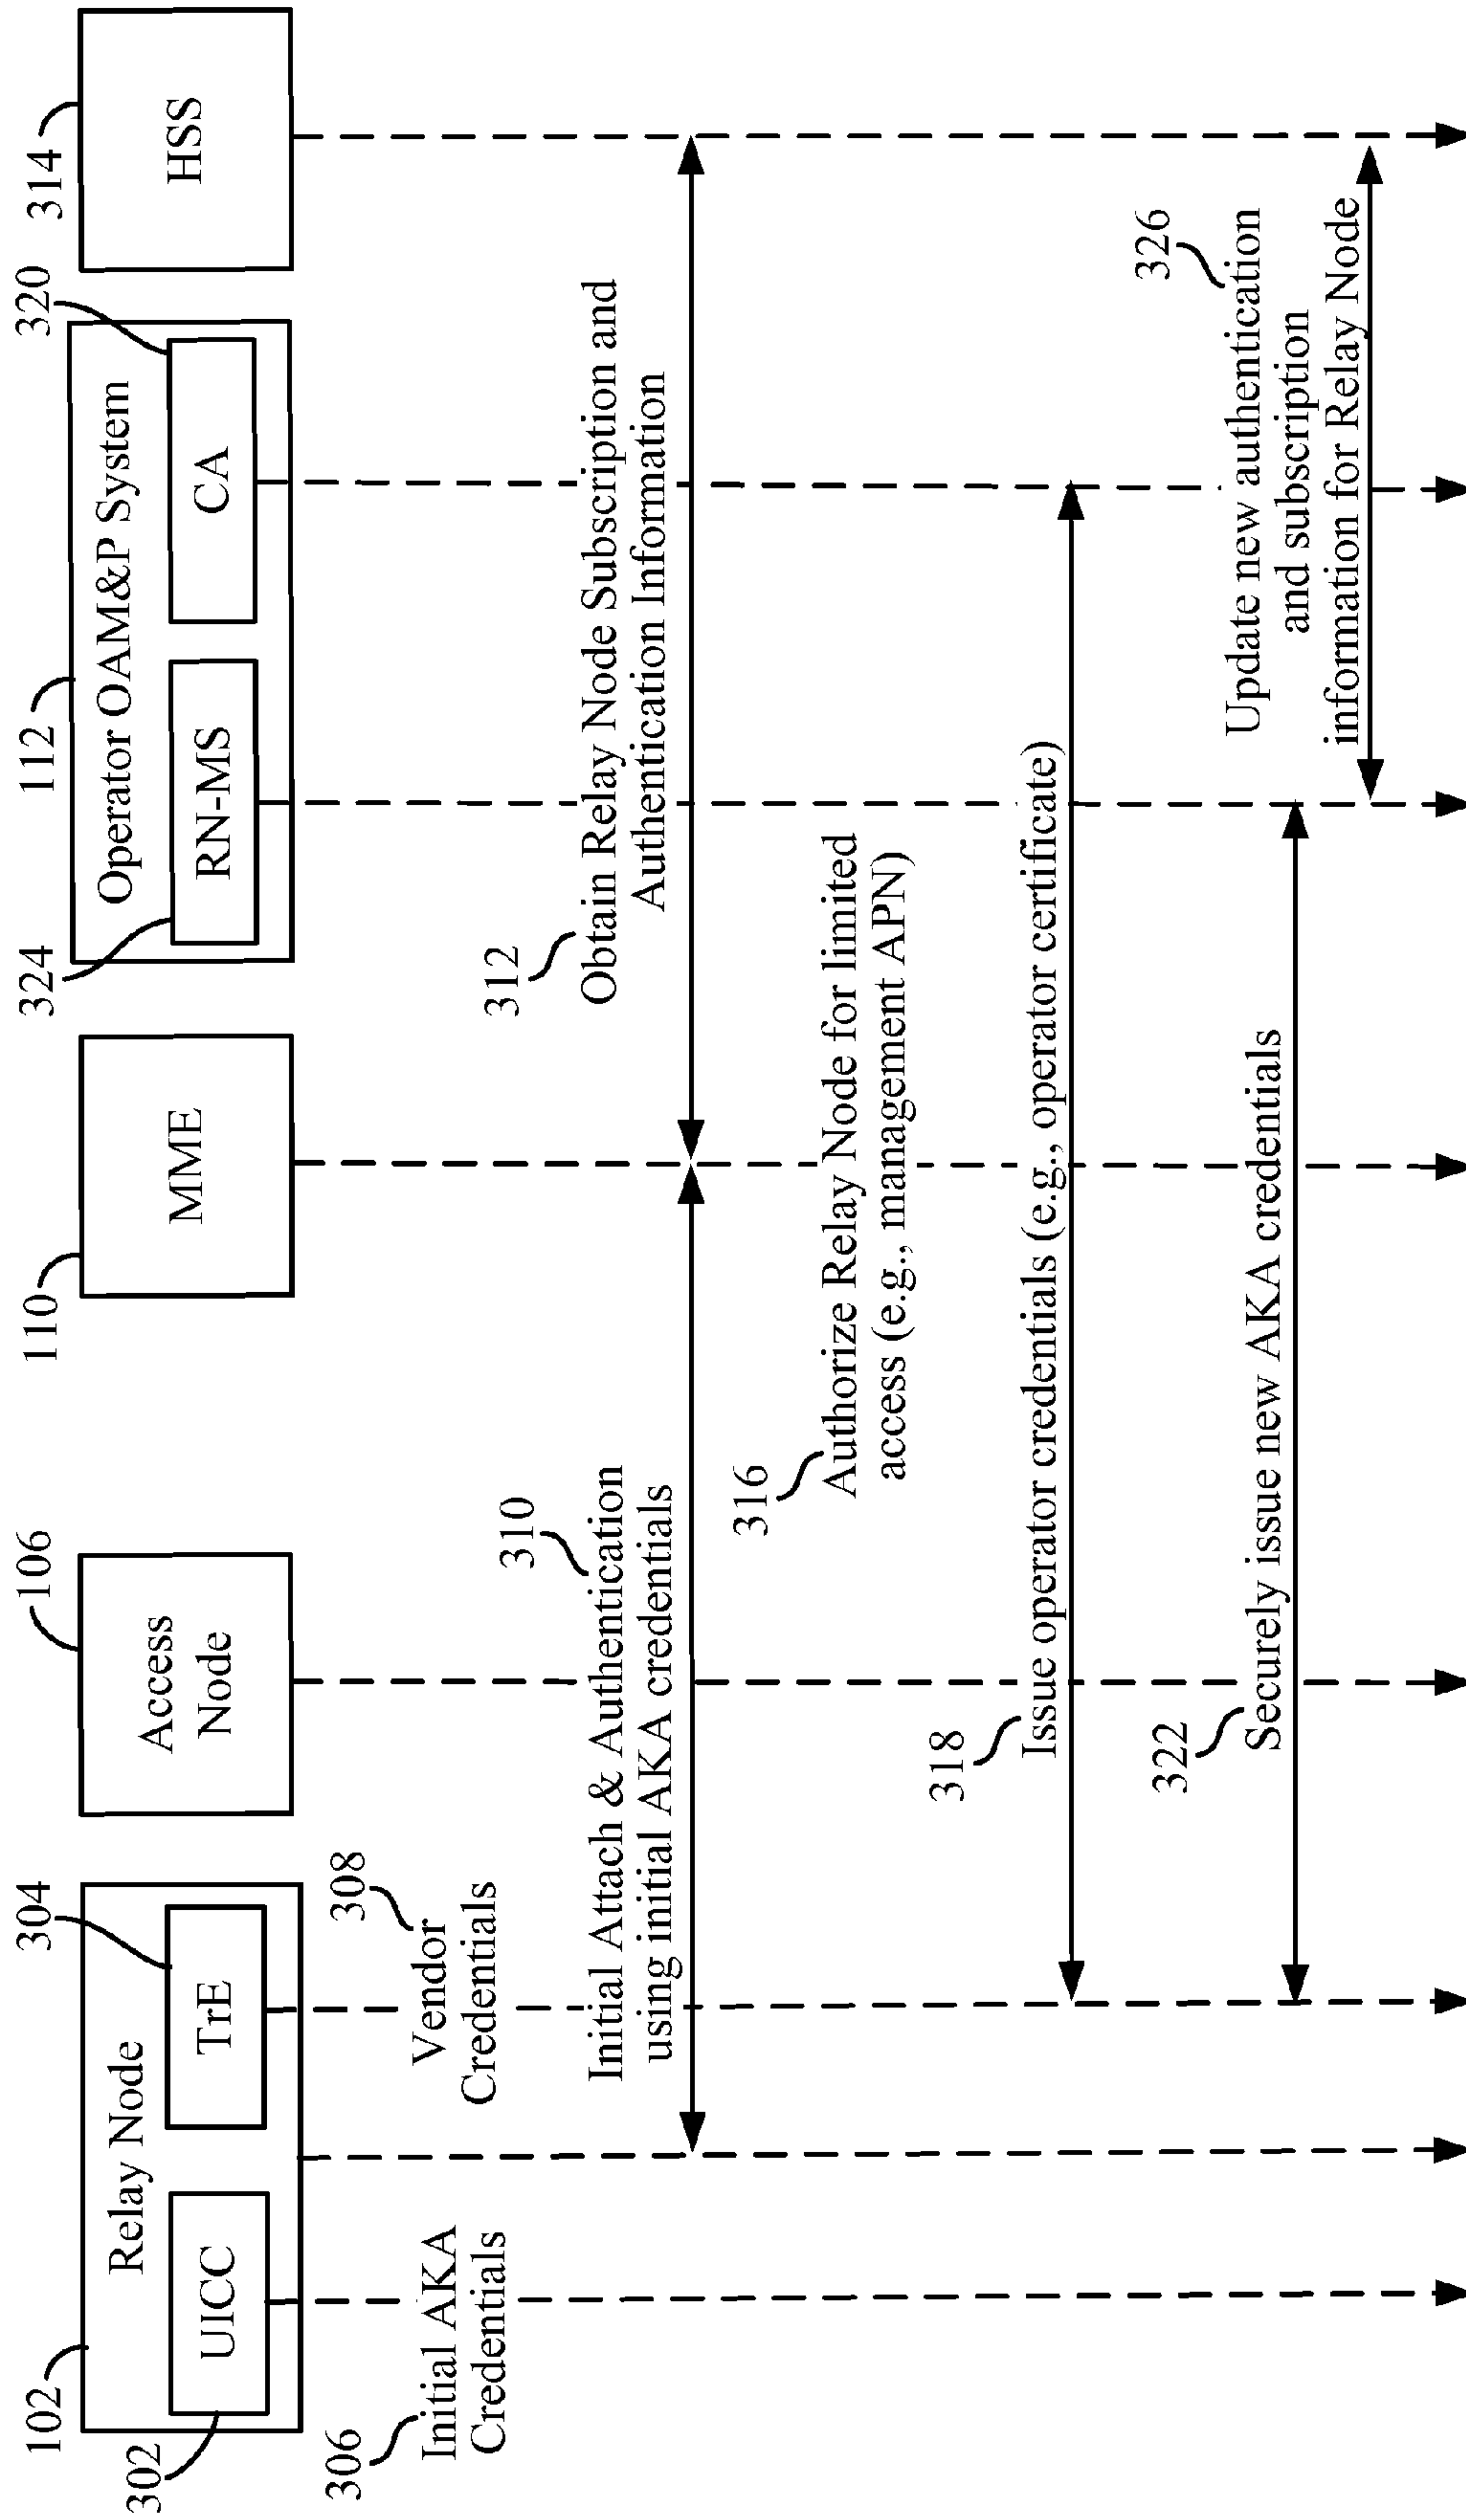 102
Relay Node
302
UICC
304
TrE
106
Access
Node
110
MME
112
Operator OAM&P System
324
RN-MS
320
CA
314
HSS
306
Initial AKA
Credentials
308
Vendor
Credentials
310
Initial Attach & Authentication
using initial AKA credentials
312
Obtain Relay Node Subscription and
Authentication Information
316
Authorize Relay Node for limited
access (e.g., management APN)
318
Issue operator credentials (e.g., operator certificate)
322
Securely issue new AKA credentials
326
Update new authentication
and subscription
information for Relay Node